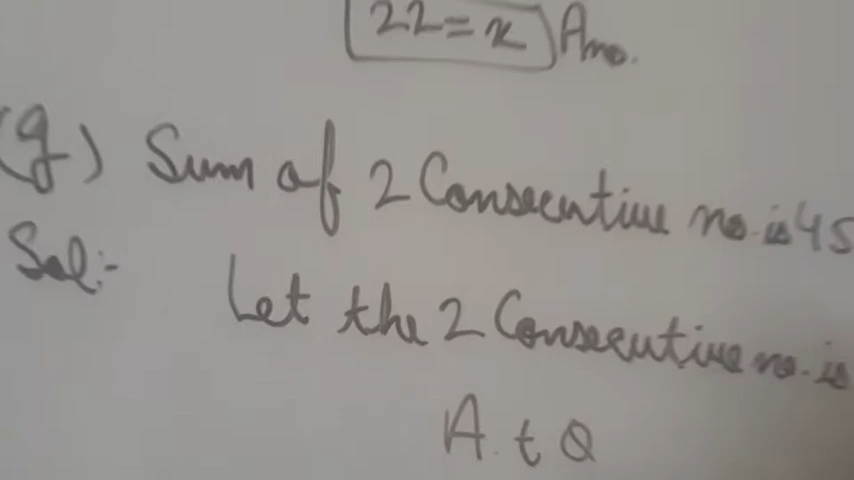 22=x Ans.
(g) Sum of 2 Consecutive no. is 45
Sol:-
Let the 2 Consecutive no. is
A. t Q